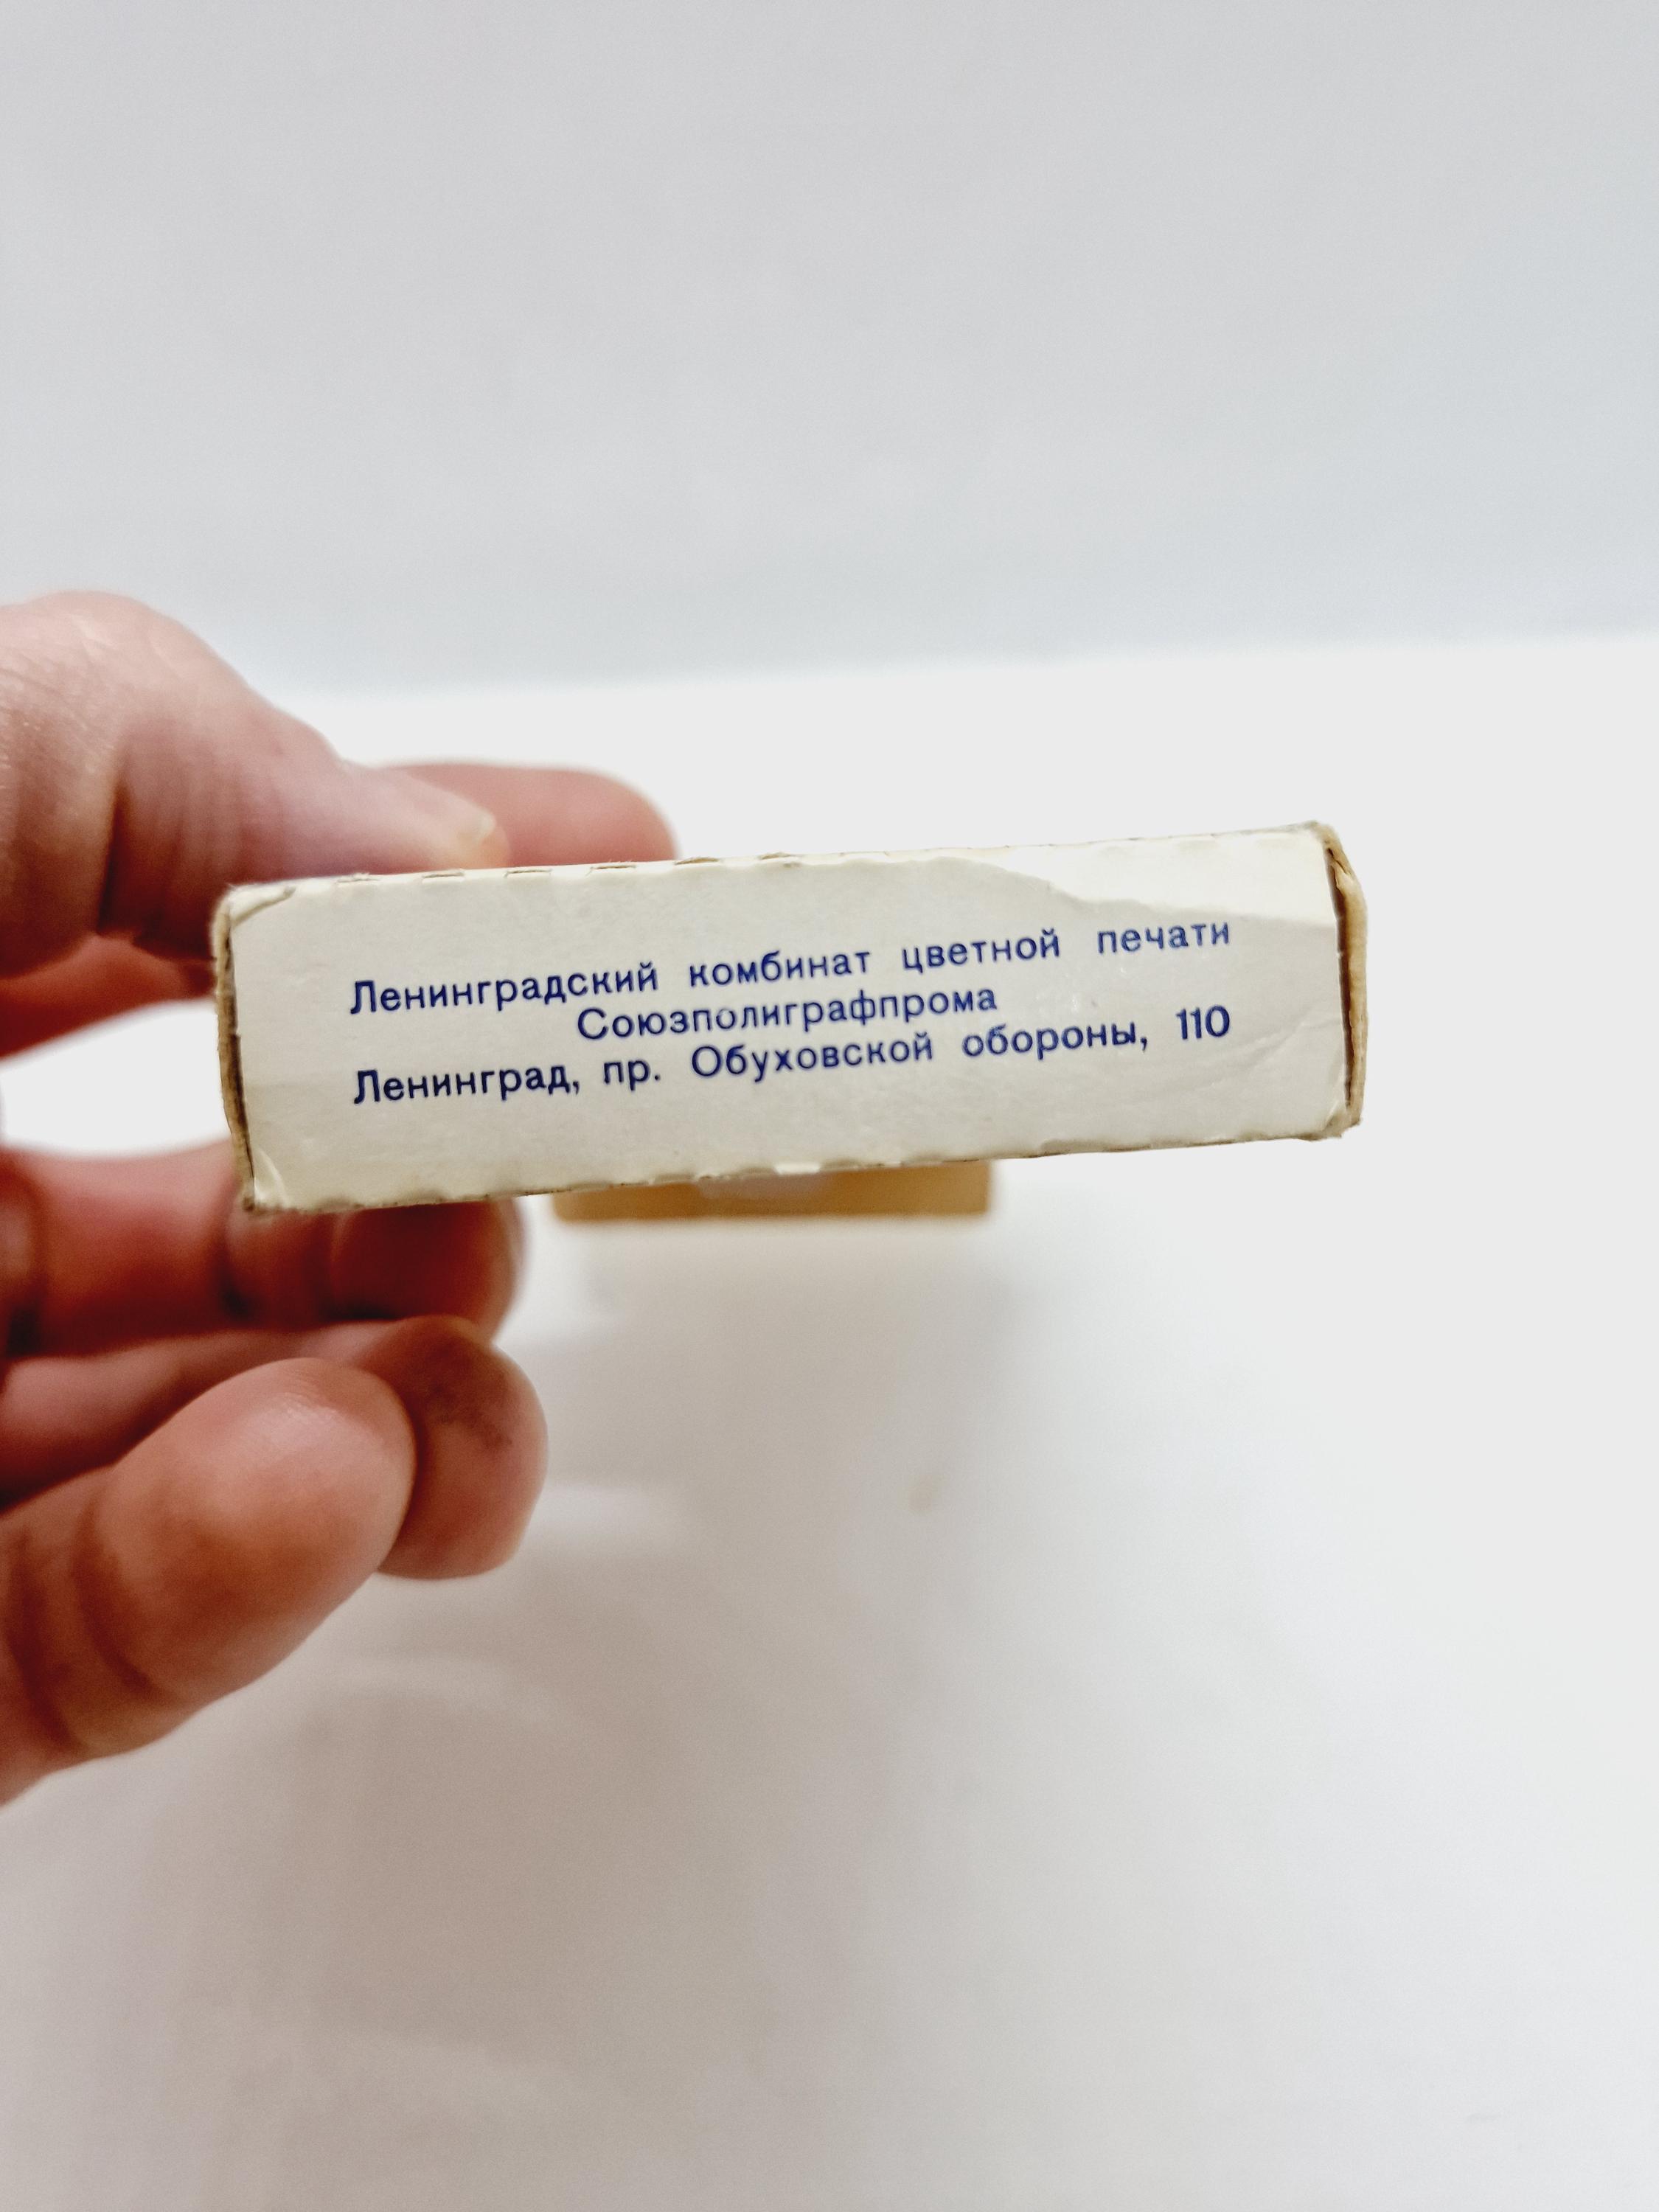 Ленинградский комбинат цветной печати
Союзполиграфпрома
Ленинград, пр. Обуховской обороны, 110